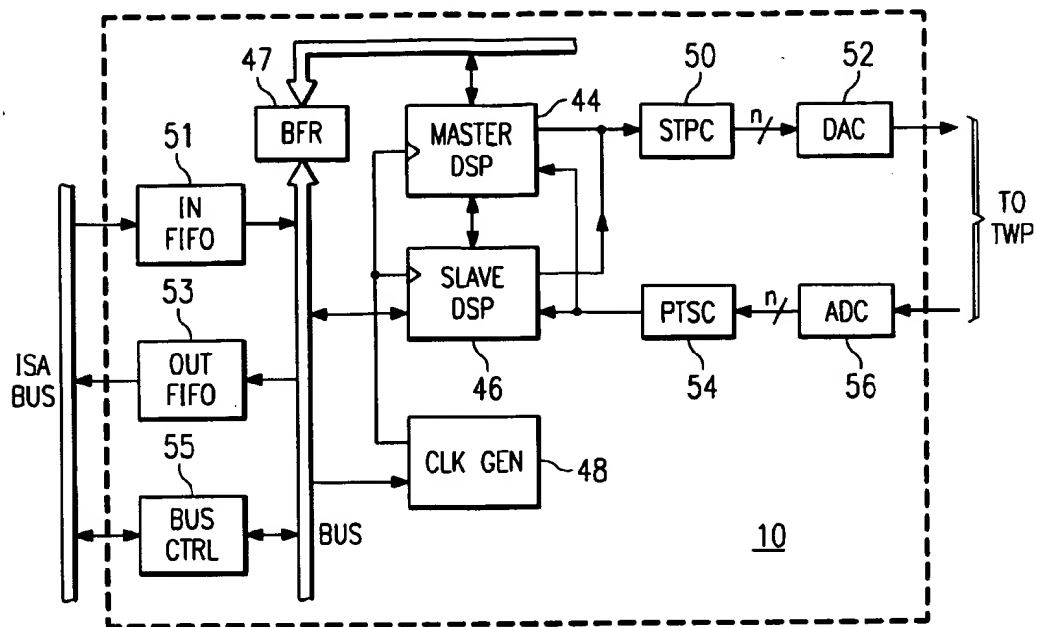 47
BFR
44
MASTER
DSP
50
STPC
n
52
DAC
51
IN
FIFO
TO
TWP
SLAVE
DSP
46
53
OUT
FIFO
PTSC
54
n
ADC
56
ISA
BUS
55
BUS
CTRL
BUS
CLK GEN
48
10